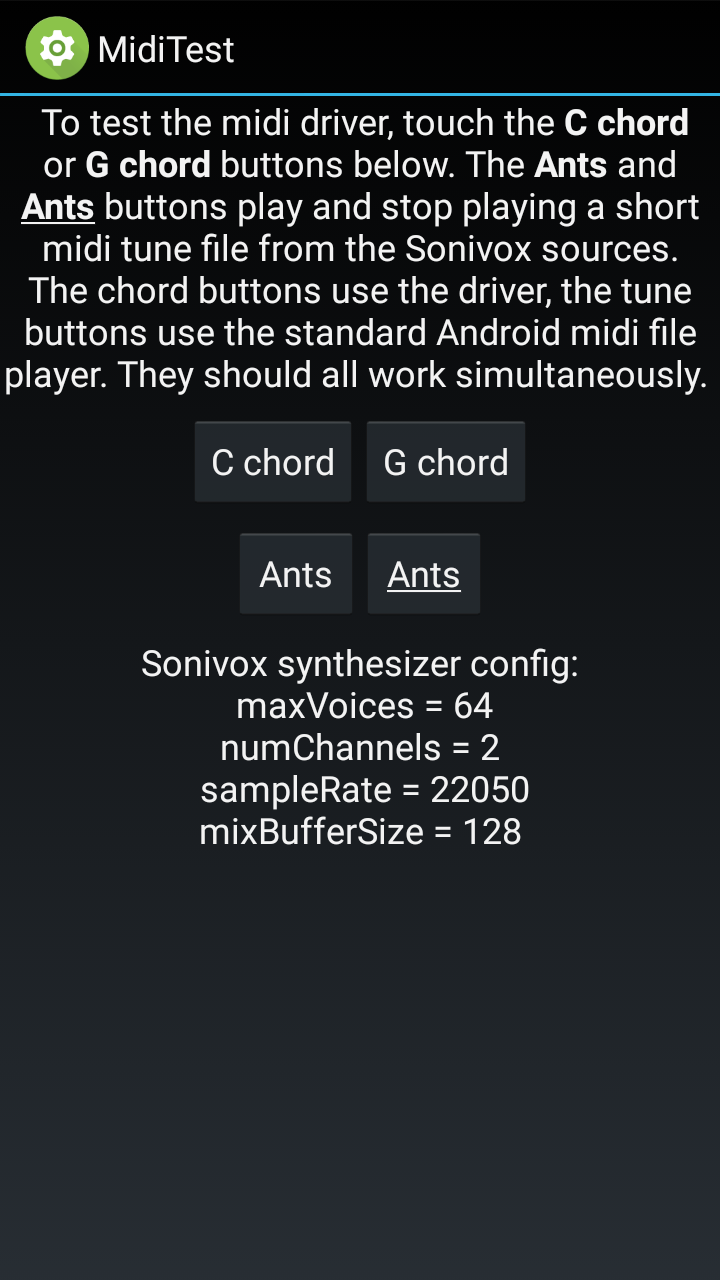 MidiTest
To test the midi driver, touch the C chord
or G chord buttons below. The Ants and
Ants buttons play and stop playing a short
midi tune file from the Sonivox sources.
The chord buttons use the driver, the tune
buttons use the standard Android midi file
player. They should all work simultaneously.
C chord G chord
Ants Ants
Sonivox synthesizer config:
maxVoices = 64
numChannels = 2
sampleRate = 22050
mixBufferSize = 128